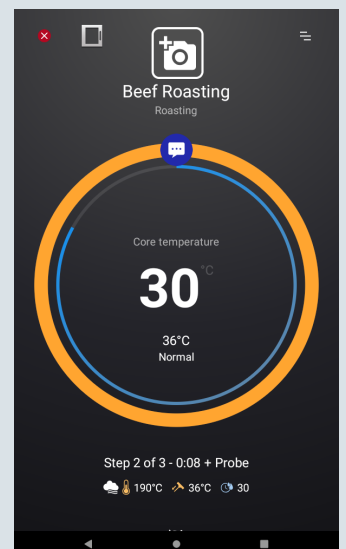 Beef Roasting
Roasting
Core temperature
30 °C
36°C
Normal
Step 2 of 3 - 0:08 + Probe
190°C 36°C 30